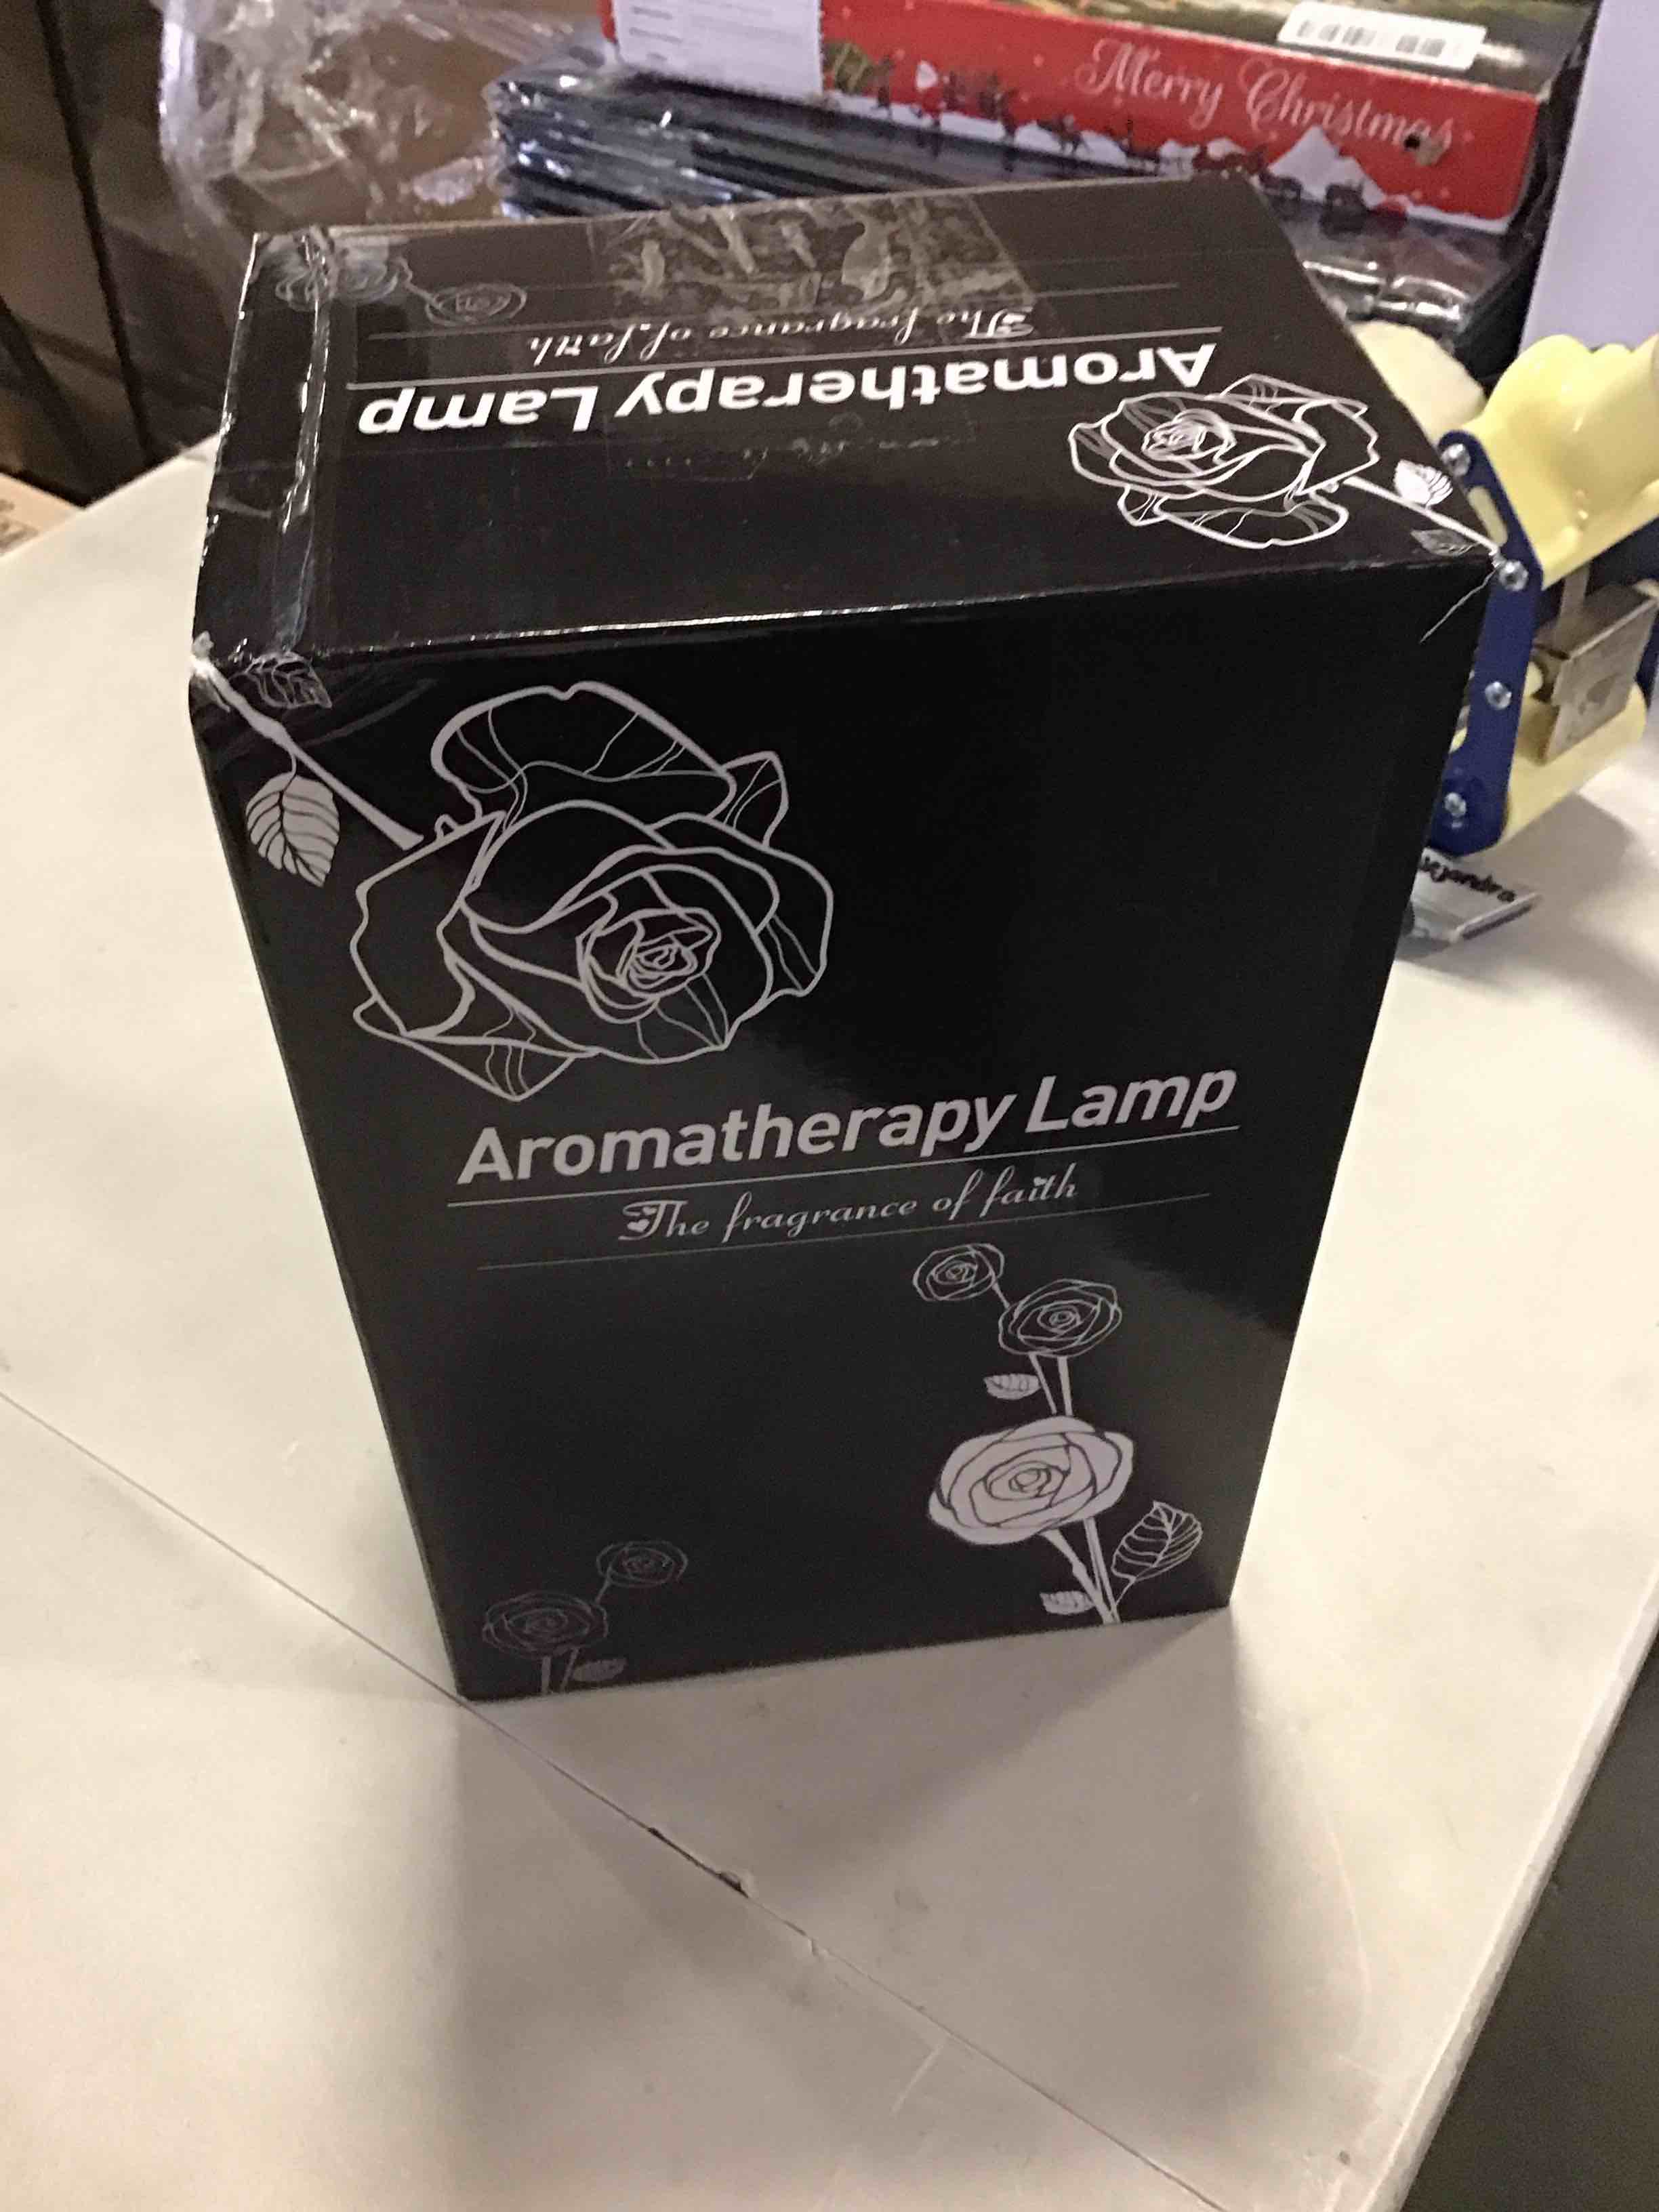 Merry Christmas
The fragrance of faith
Aromatherapy Lamp
Aromatherapy Lamp
The fragrance of faith